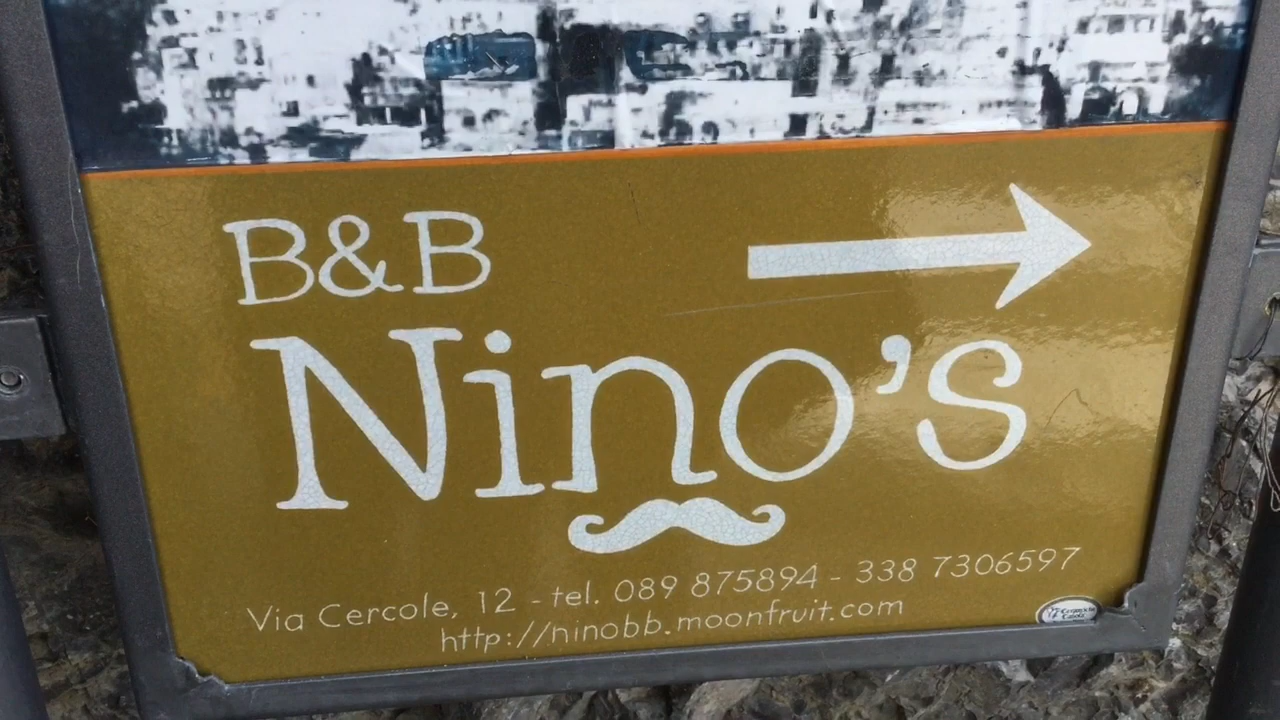 B&B
Nino's
Via Cercole, 12 - tel. 089 875894 - 338 7306597
http://ninobb.moonfruit.com